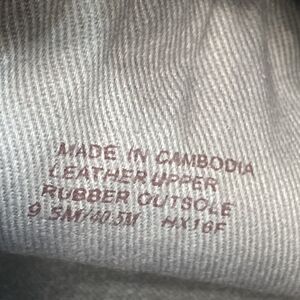 MADE IN CAMBODIA
LEATHER UPPER
RUBBER OUTSOLE
9.5M/40.5M HX16F